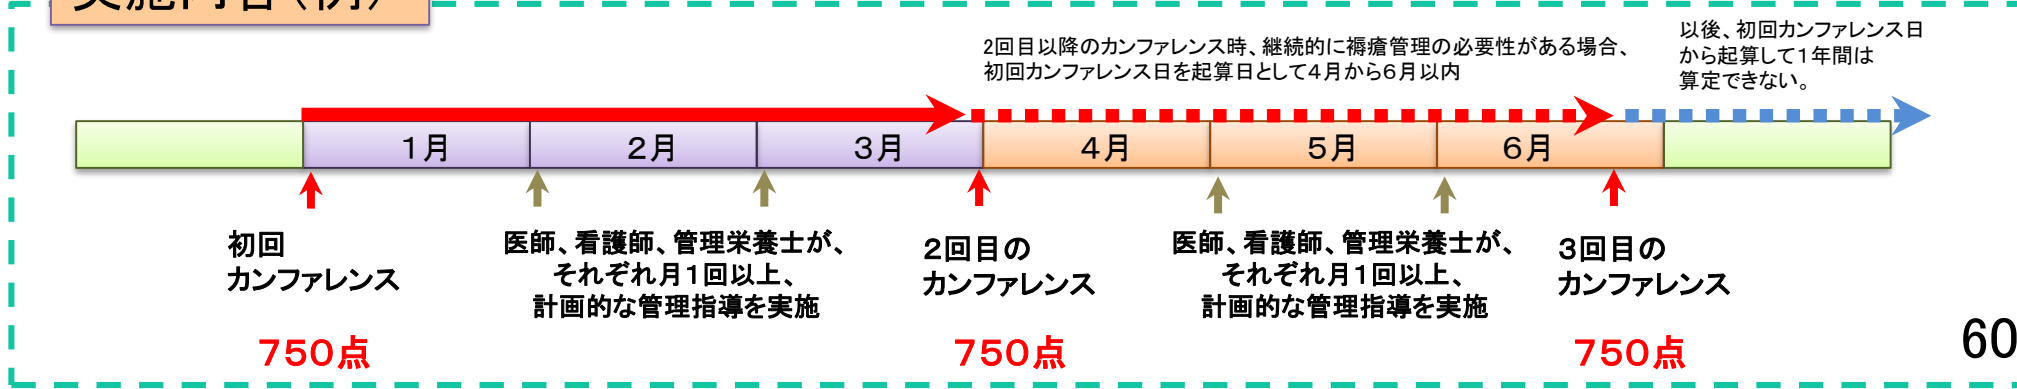 実施内容(例)
2回目以降のカンファレンス時、継続的に褥瘡管理の必要性がある場合、
初回カンファレンス日を起算日として4月から6月以内
以後、初回カンファレンス日
から起算して1年間は
算定できない。
1月
2月
3月
4月
5月
6月
初回
カンファレンス
750点
医師、看護師、管理栄養士が、
それぞれ月1回以上、
計画的な管理指導を実施
2回目の
カンファレンス
750点
医師、看護師、管理栄養士が、
それぞれ月1回以上、
計画的な管理指導を実施
3回目の
カンファレンス
750点
60